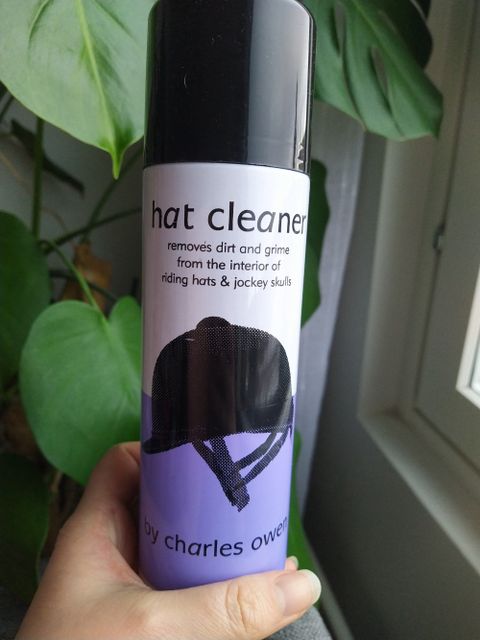 hat cleaner
removes dirt and grime
from the interior of
riding hats & jockey skulls
by charles owen